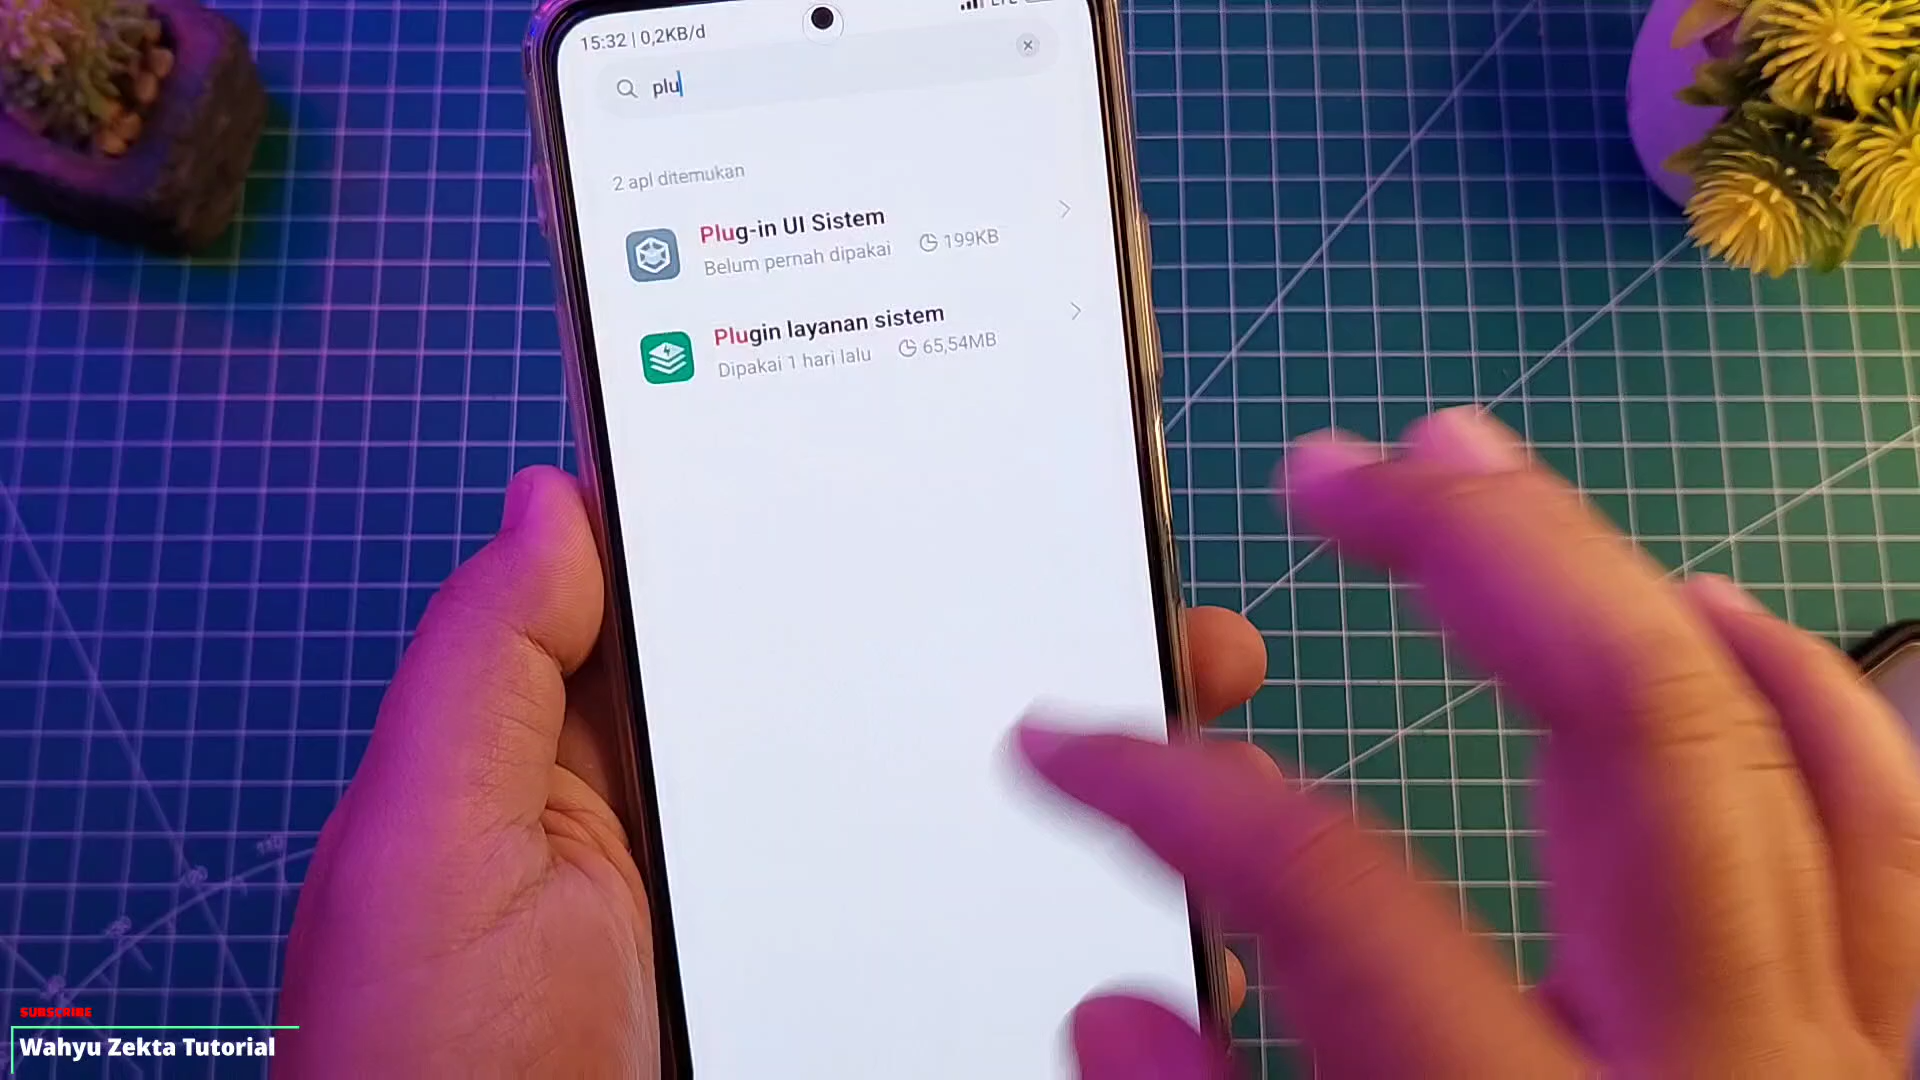 15:32 | 0,2KB/d
plu
2 apl ditemukan
Plug-in UI Sistem
Belum pernah dipakai 199KB
Plugin layanan sistem
Dipakai 1 hari lalu 65,54MB
SUBSCRIBE
Wahyu Zekta Tutorial